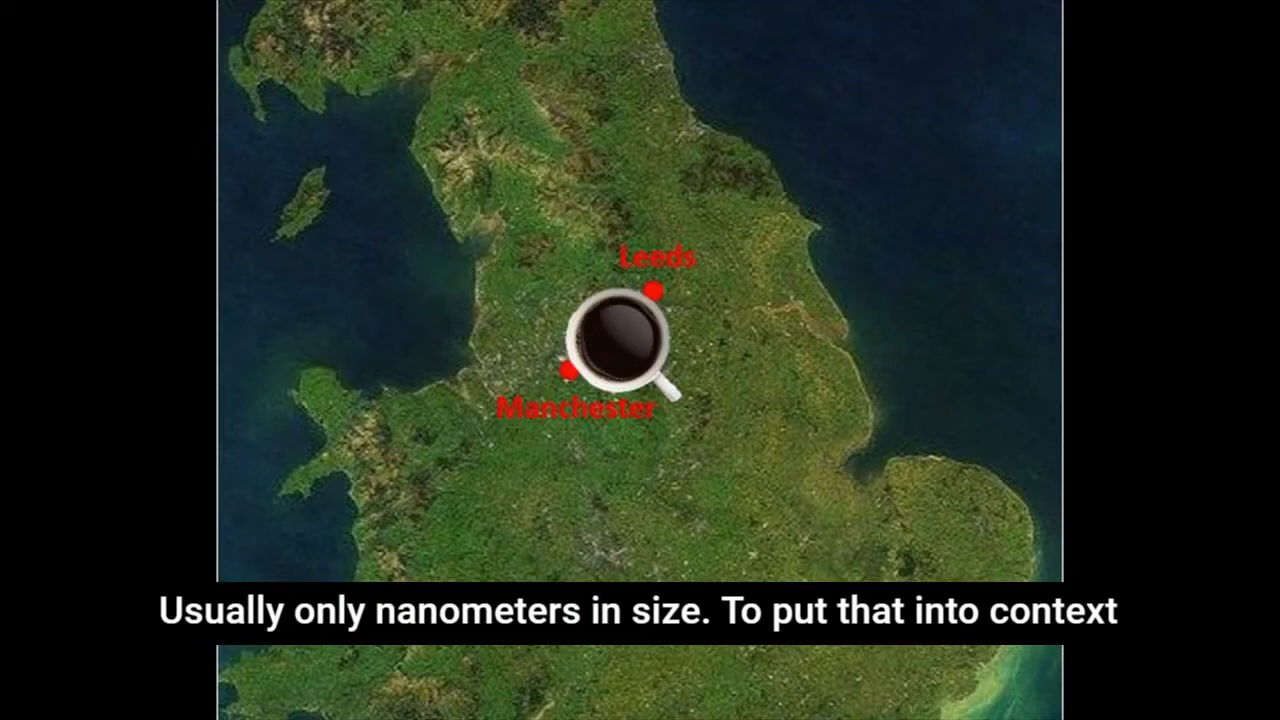 Leeds
Manchester
Usually only nanometers in size. To put that into context